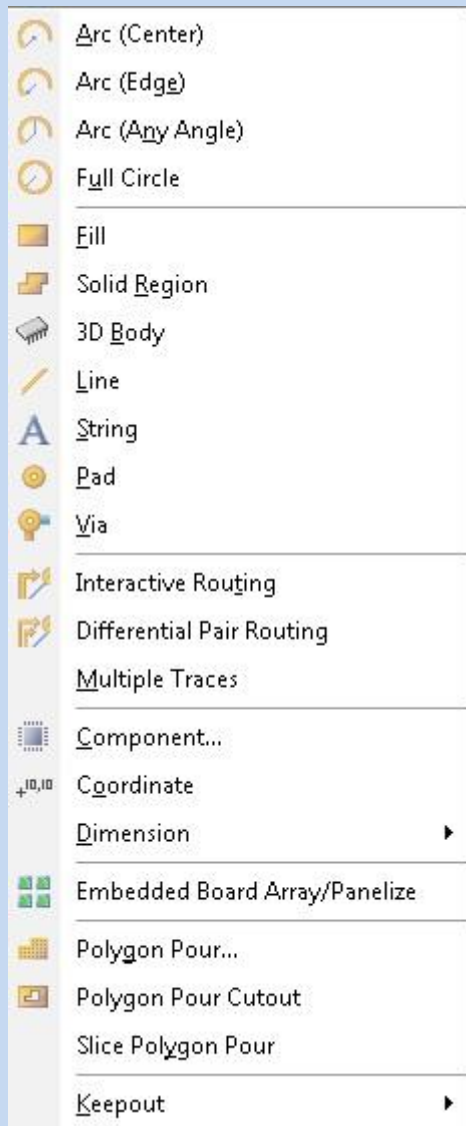 Arc (Center)
Arc (Edge)
Arc (Any Angle)
Full Circle
Fill
Solid Region
3D Body
Line
A String
Pad
Via
Interactive Routing
Differential Pair Routing
Multiple Traces
Component...
+10,10 Coordinate
Dimension
Embedded Board Array/Panelize
Polygon Pour...
Polygon Pour Cutout
Slice Polygon Pour
Keepout